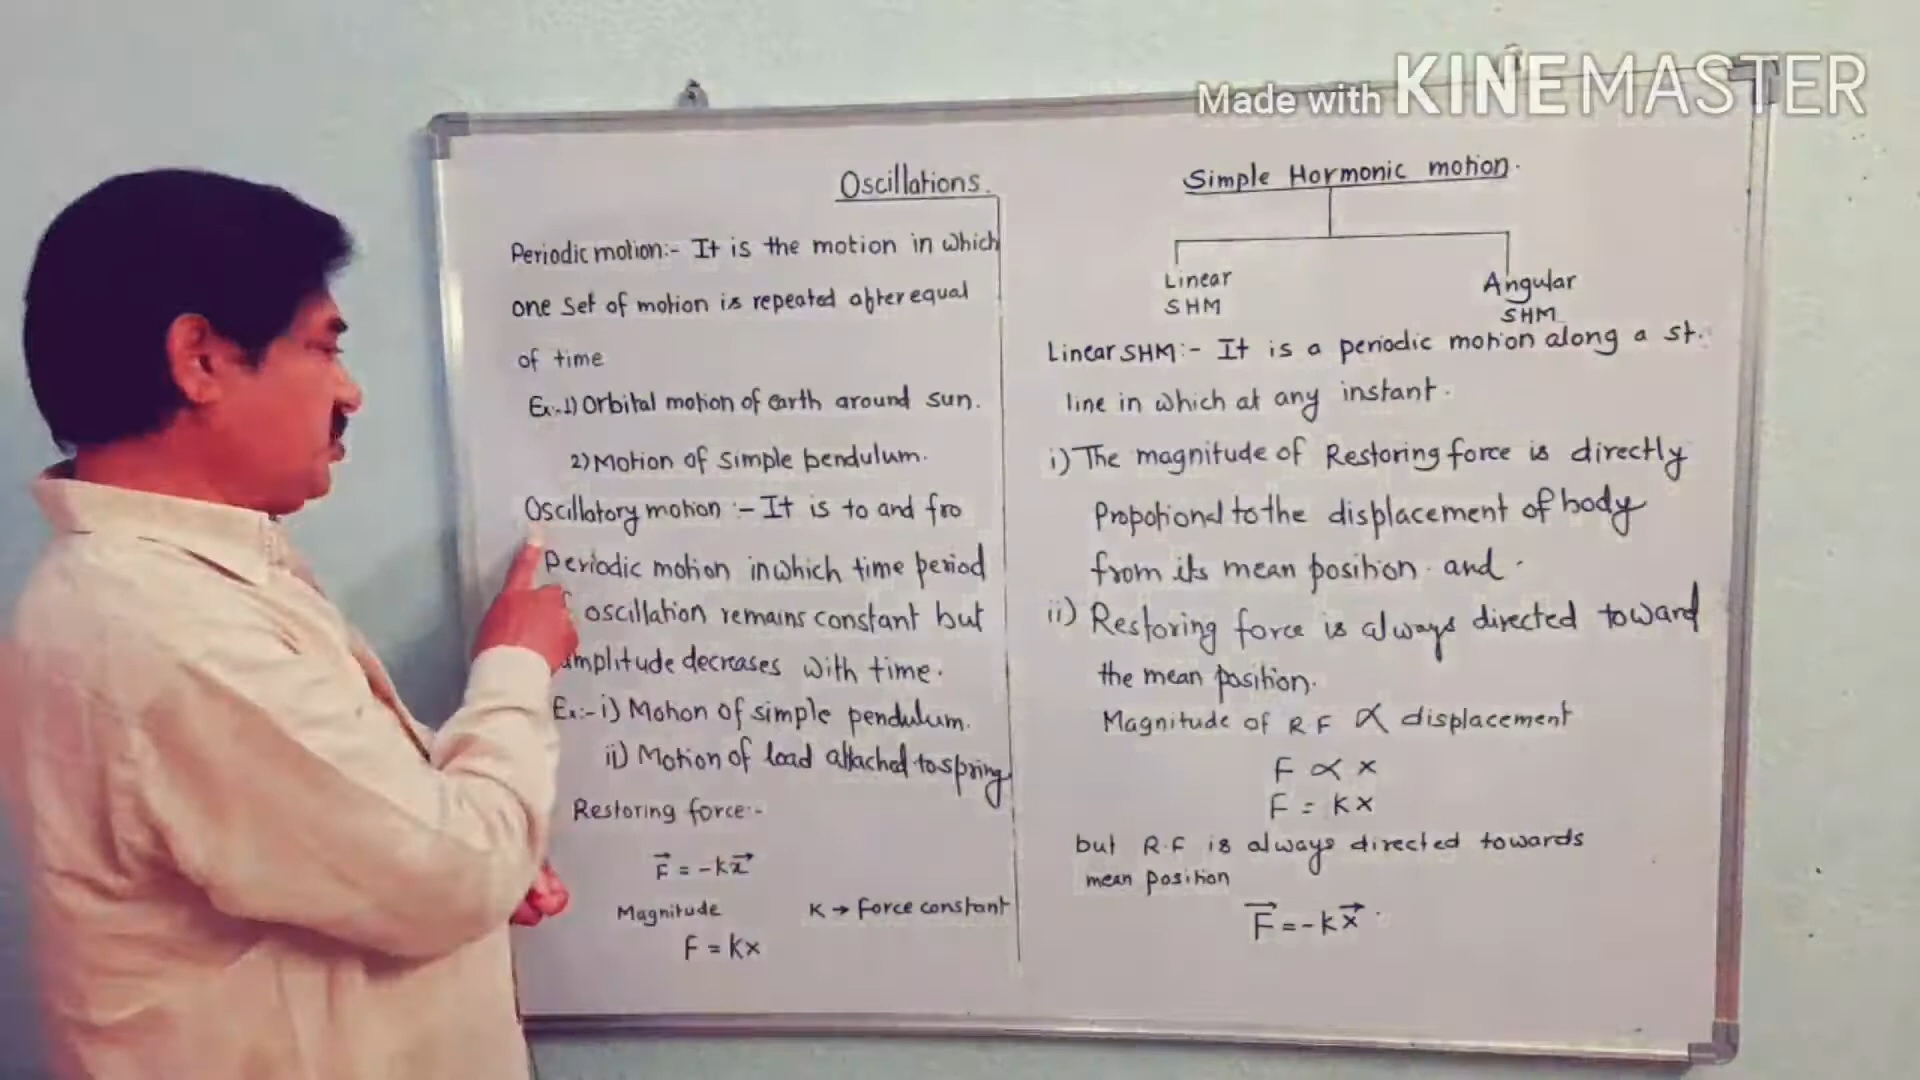 Made with KINEMASTER
Oscillations.
Periodic motion:- It is the motion in which
one set of motion is repeated after equal
of time
Ex:-1) Orbital motion of earth around sun.
2) Motion of simple pendulum.
Oscillatory motion :- It is to and fro
Periodic motion in which time period
oscillation remains constant but
amplitude decreases with time.
Ex:- i) Motion of simple pendulum.
ii) Motion of load attached to spring
Restoring force:-
F⃗ = -kx⃗
Magnitude K → Force constant
F = kx
Simple Hormonic motion.
Linear Angular
SHM SHM
Linear SHM:- It is a periodic motion along a st.
line in which at any instant.
i) The magnitude of Restoring force is directly
Propotional to the displacement of body
from its mean position. and.
ii) Restoring force is always directed toward
the mean position.
Magnitude of R F ∝ displacement
F ∝ x
F = kx
but R.F is always directed towards
mean position
F⃗ = -kx⃗.